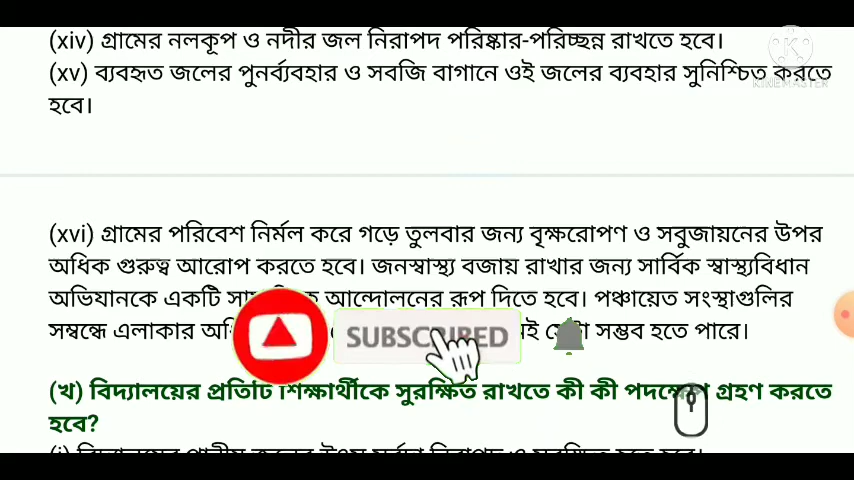 (xiv) গ্রামের নলকূপ ও নদীর জল নিরাপদ পরিষ্কার-পরিচ্ছন্ন রাখতে হবে।
(xv) ব্যবহৃত জলের পুনর্ব্যবহার ও সবজি বাগানে ওই জলের ব্যবহার সুনিশ্চিত করতে
হবে।
KINEMASTER
(xvi) গ্রামের পরিবেশ নির্মল করে গড়ে তুলবার জন্য বৃক্ষরোপণ ও সবুজায়নের উপর
অধিক গুরুত্ব আরোপ করতে হবে। জনস্বাস্থ্য বজায় রাখার জন্য সার্বিক স্বাস্থ্যবিধান
অভিযানকে একটি আন্দোলনের রূপ দিতে হবে। পঞ্চায়েত সংস্থাগুলির
সম্বন্ধে এলাকার সম্ভব হতে পারে।
SUBSCRIBED
(খ) বিদ্যালয়ের প্রতিটি শিক্ষার্থীকে সুরক্ষিত রাখতে কী কী পদক্ষেপ গ্রহণ করতে
হবে?